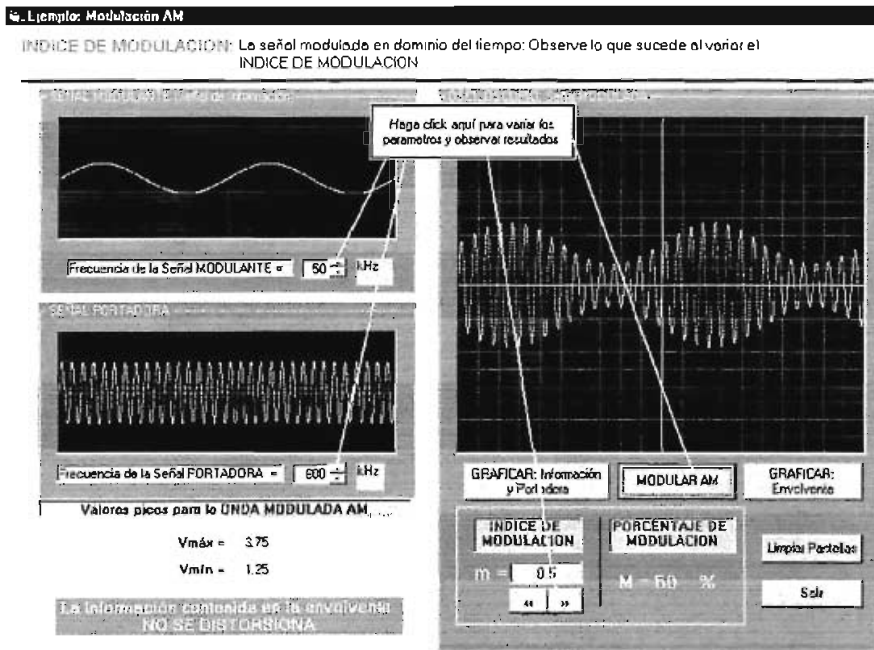 Ejemplo: Modulación AM
INDICE DE MODULACION: La señal modulada en dominio del tiempo: Observe lo que sucede al variar el
INDICE DE MODULACION
SEÑAL MODULANTE
Haga click aquí para variar los
parametros y observar resultados
Frecuencia de la Señal MODULANTE = 50 kHz
SEÑAL PORTADORA
Frecuencia de la Señal PORTADORA = 600 kHz
Valores picos para la ONDA MODULADA AM
Vmáx = 3.75
Vmín = 1.25
La Información contenida en la envolvente
NO SE DISTORSIONA
GRAFICAR: Información
y Portadora
MODULAR AM
GRAFICAR:
Envolvente
INDICE DE
MODULACION
m = 0.5
« »
PORCENTAJE DE
MODULACION
M = 50 %
Limpiar Pantallas
Salir